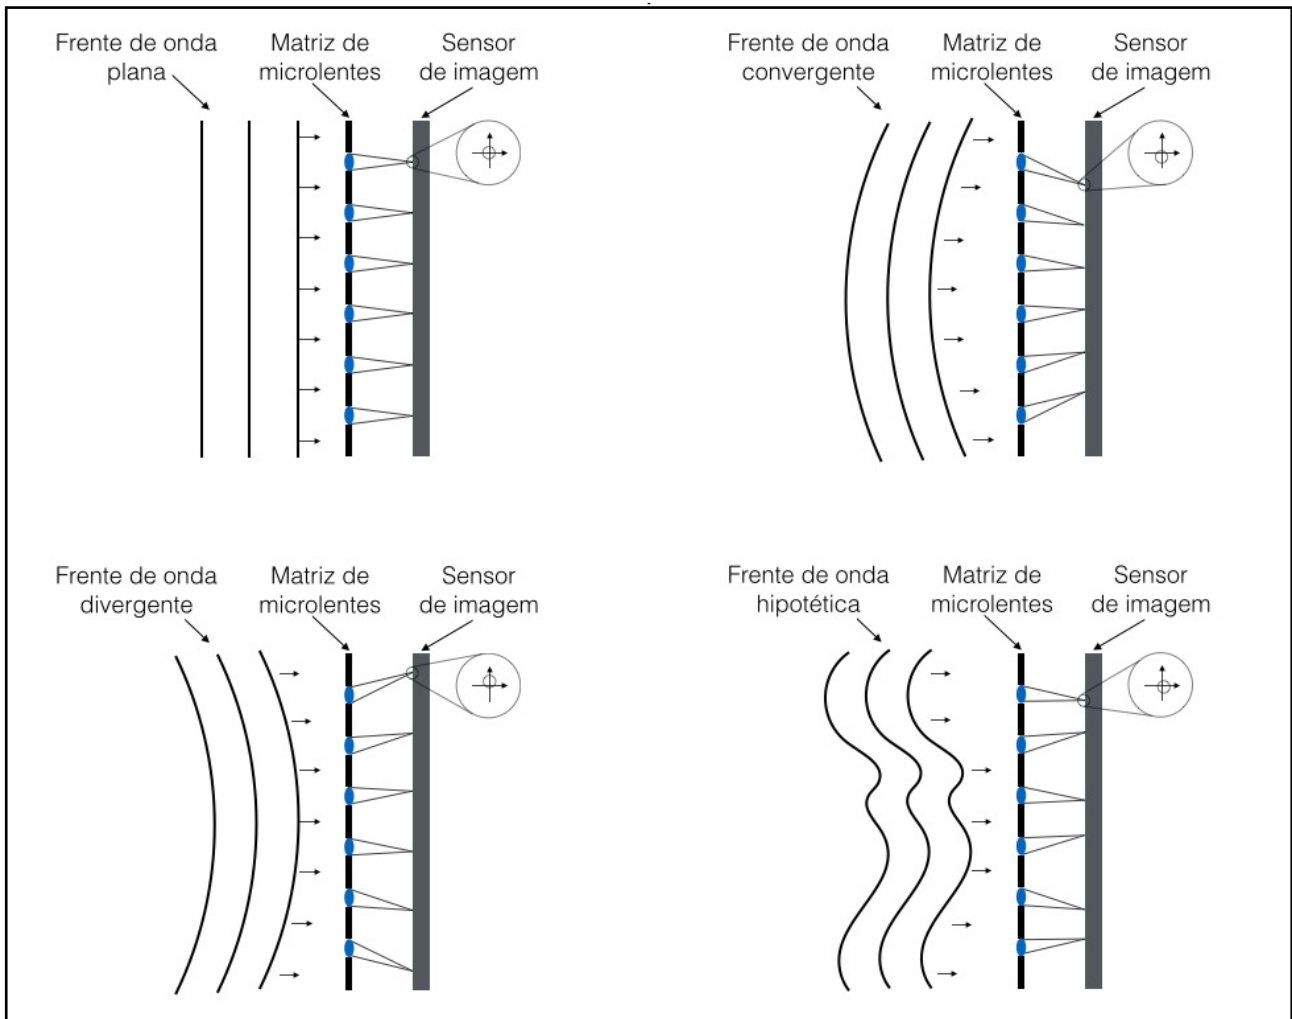 Frente de onda
plana
Matriz de
microlentes
Sensor
de imagem
Frente de onda
convergente
Matriz de
microlentes
Sensor
de imagem
Frente de onda
divergente
Matriz de
microlentes
Sensor
de imagem
Frente de onda
hipotética
Matriz de
microlentes
Sensor
de imagem